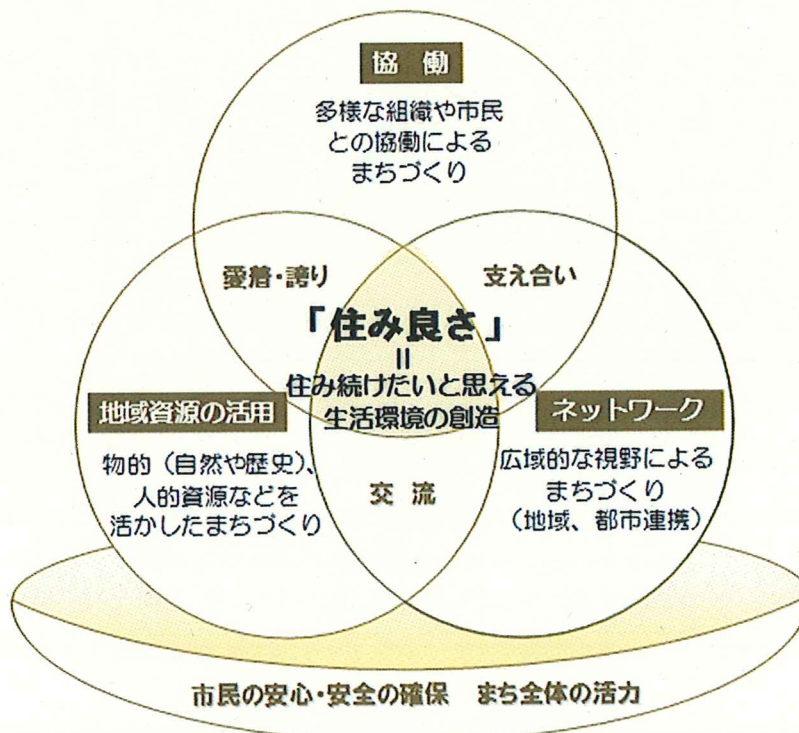 協働
多様な組織や市民
との協働による
まちづくり
愛着・誇り
支え合い
「住み良さ」
＝
住み続けたいと思える
生活環境の創造
地域資源の活用
物的（自然や歴史）、
人的資源などを
活かしたまちづくり
ネットワーク
広域的な視野による
まちづくり
（地域、都市連携）
交流
市民の安心・安全の確保　まち全体の活力